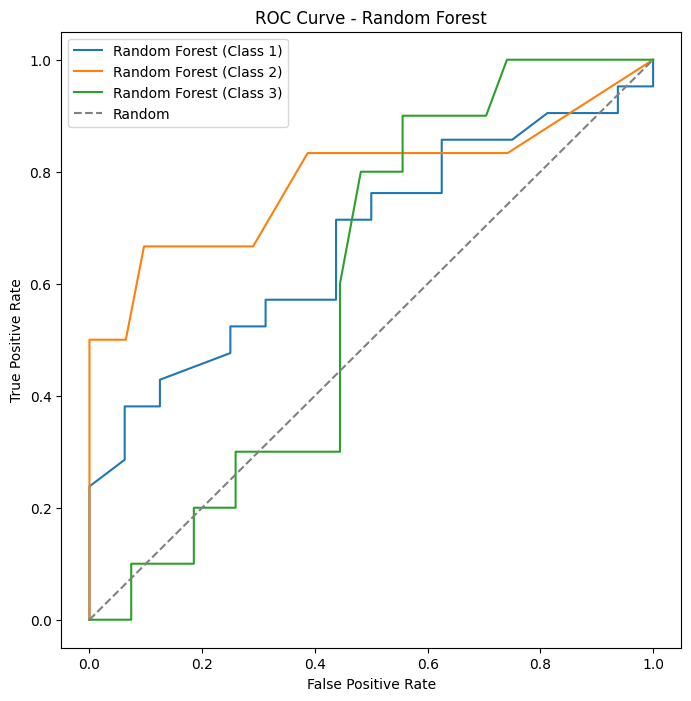 ROC Curve - Random Forest
Random Forest (Class 1)
Random Forest (Class 2)
Random Forest (Class 3)
Random
1.0
0.8
0.6
0.4
0.2
0.0
True Positive Rate
0.0 0.2 0.4 0.6 0.8 1.0
False Positive Rate